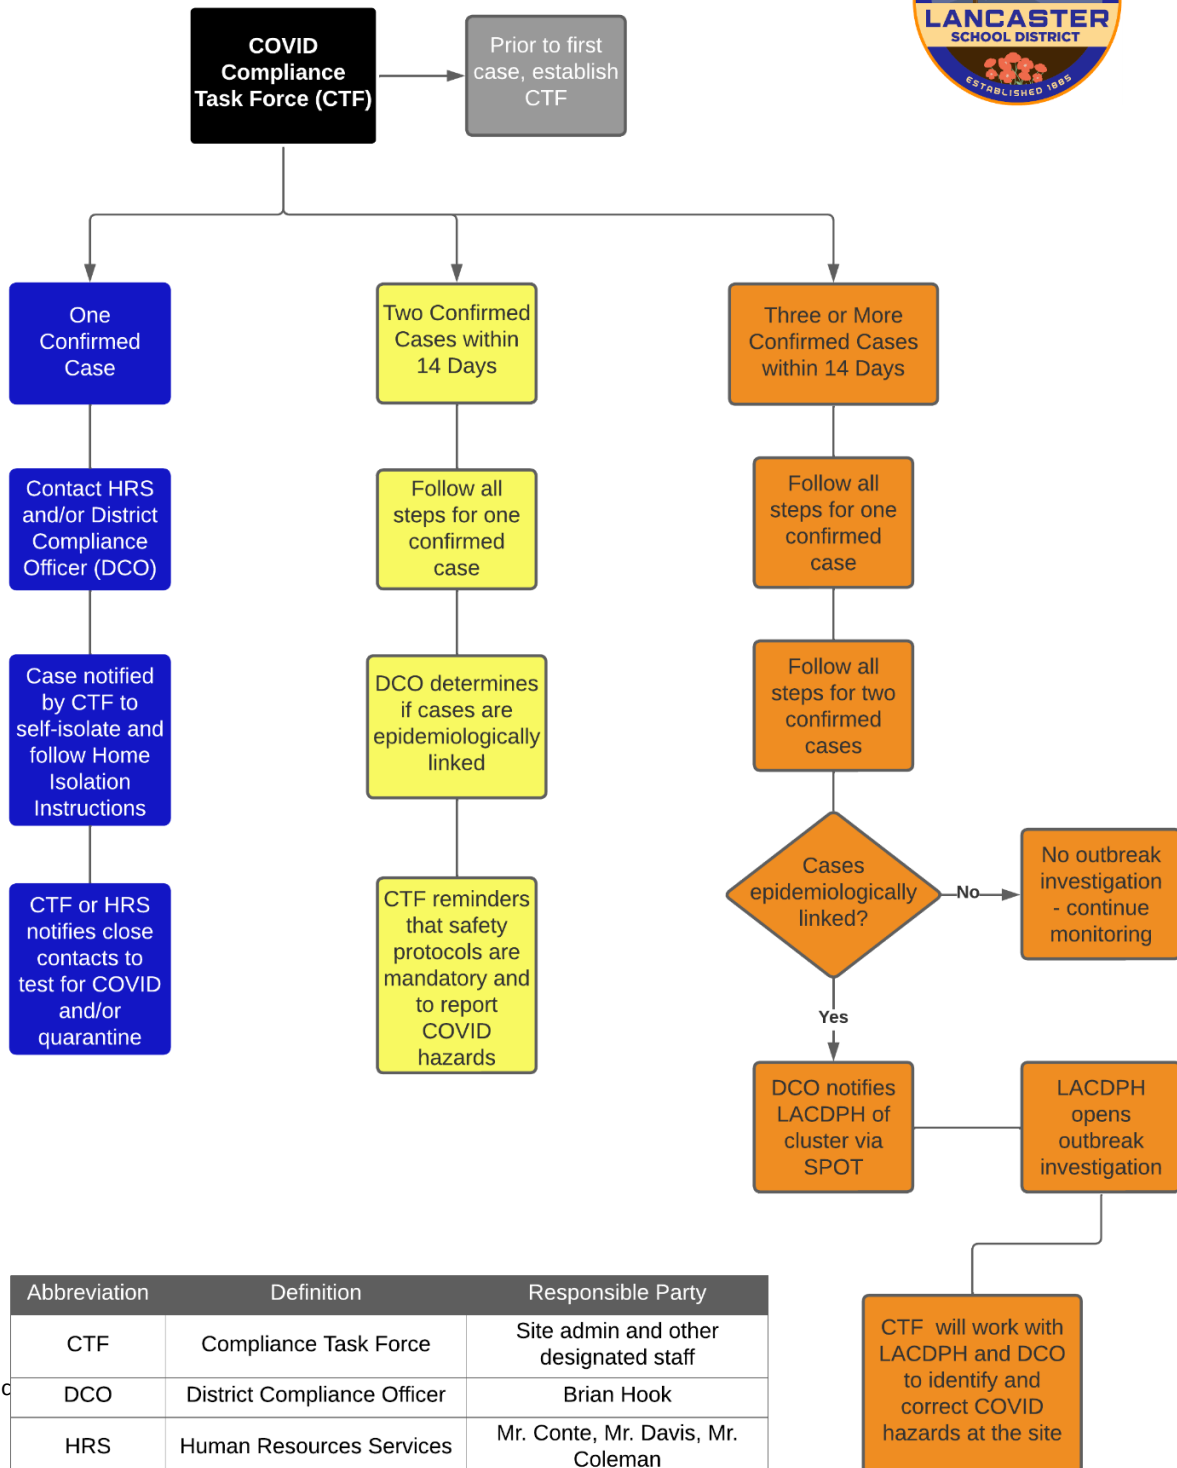 LANCASTER
SCHOOL DISTRICT
ESTABLISHED 1885
COVID
Compliance
Task Force (CTF)
Prior to first
case, establish
CTF
One
Confirmed
Case
Contact HRS
and/or District
Compliance
Officer (DCO)
Case notified
by CTF to
self-isolate and
follow Home
Isolation
Instructions
CTF or HRS
notifies close
contacts to
test for COVID
and/or
quarantine
Two Confirmed
Cases within
14 Days
Follow all
steps for one
confirmed
case
DCO determines
if cases are
epidemiologically
linked
CTF reminders
that safety
protocols are
mandatory and
to report
COVID
hazards
Three or More
Confirmed Cases
within 14 Days
Follow all
steps for one
confirmed
case
Follow all
steps for two
confirmed
cases
Cases
epidemiologically
linked?
No
No outbreak
investigation
- continue
monitoring
Yes
DCO notifies
LACDPH of
cluster via
SPOT
LACDPH
opens
outbreak
investigation
CTF will work with
LACDPH and DCO
to identify and
correct COVID
hazards at the site
Abbreviation Definition Responsible Party
CTF Compliance Task Force Site admin and other
designated staff
DCO District Compliance Officer Brian Hook
HRS Human Resources Services Mr. Conte, Mr. Davis, Mr.
Coleman